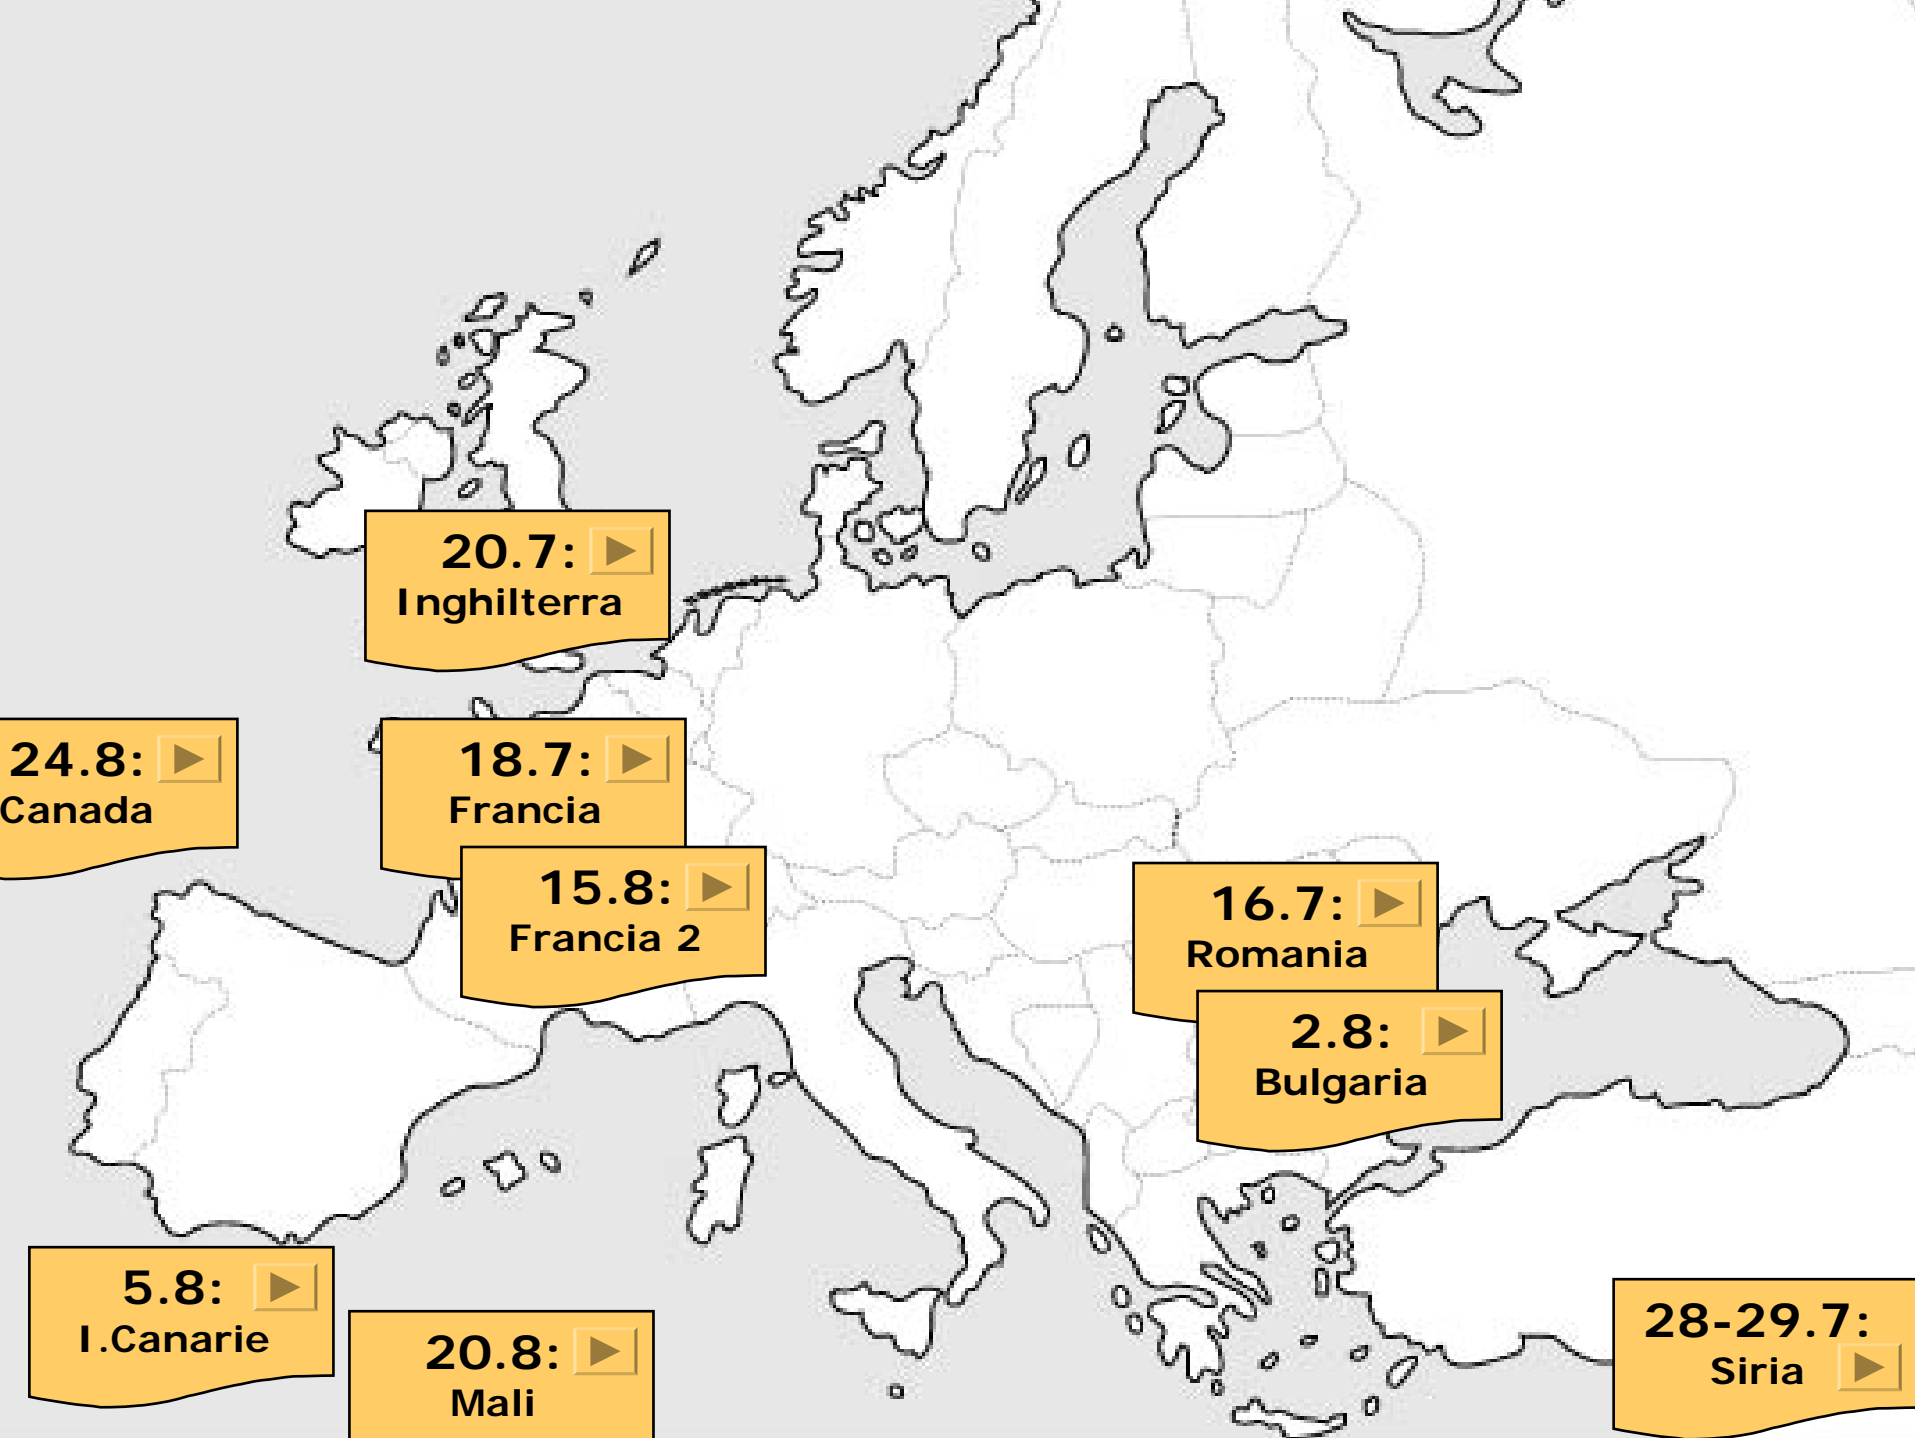 20.7:
Inghilterra
24.8:
Canada
18.7:
Francia
15.8:
Francia 2
16.7:
Romania
2.8:
Bulgaria
5.8:
I.Canarie
20.8:
Mali
28-29.7:
Siria